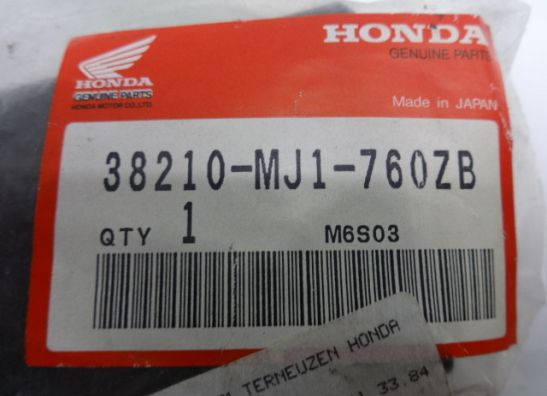 HONDA
GENUINE PARTS
HONDA MOTOR CO.,LTD.
HONDA
GENUINE PARTS
Made in JAPAN
38210-MJ1-760ZB
QTY 1 M6S03
TERNEUZEN HONDA
33.84